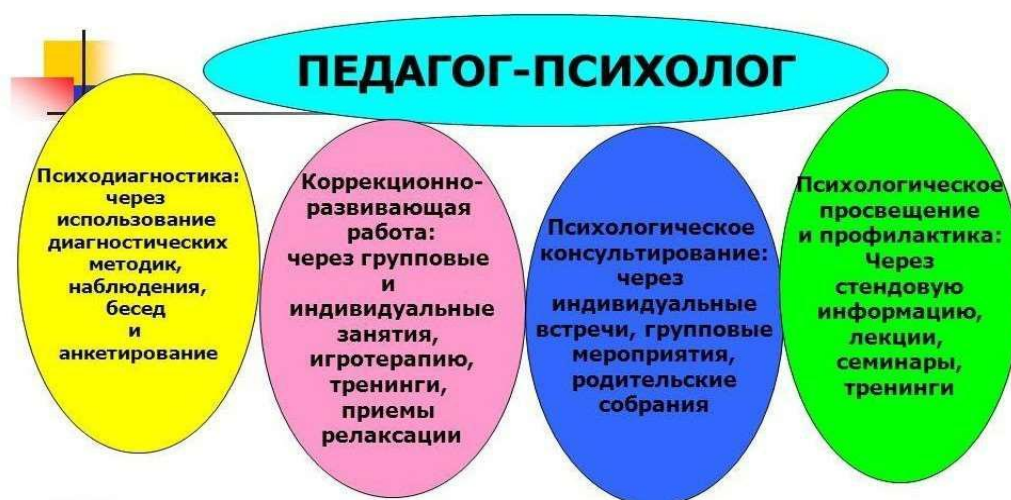 ПЕДАГОГ-ПСИХОЛОГ
Психодиагностика:
через
использование
диагностических
методик,
наблюдения,
бесед
и
анкетирование
Коррекционно-
развивающая
работа:
через групповые
и
индивидуальные
занятия,
игротерапию,
тренинги,
приемы
релаксации
Психологическое
консультирование:
через
индивидуальные
встречи, групповые
мероприятия,
родительские
собрания
Психологическое
просвещение
и профилактика:
Через
стендовую
информацию,
лекции,
семинары,
тренинги